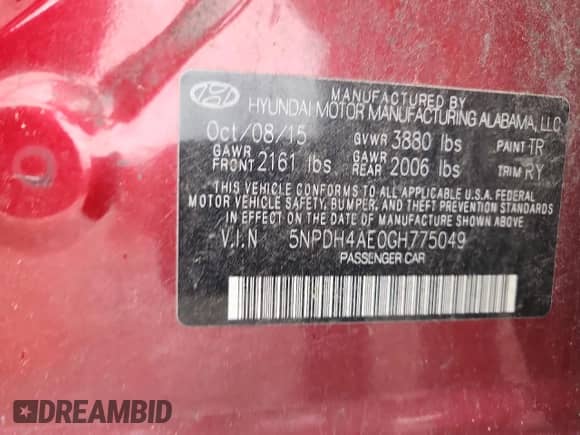 MANUFACTURED BY
HYUNDAI MOTOR MANUFACTURING ALABAMA, LLC
Oct/08/15 GVWR 3880 lbs PAINT TR
GAWR FRONT 2161 lbs GAWR REAR 2006 lbs TRIM RY
THIS VEHICLE CONFORMS TO ALL APPLICABLE U.S.A. FEDERAL
MOTOR VEHICLE SAFETY, BUMPER, AND THEFT PREVENTION STANDARDS
IN EFFECT ON THE DATE OF MANUFACTURE SHOWN ABOVE.
V.I.N 5NPDH4AE0GH775049
PASSENGER CAR
DREAMBID